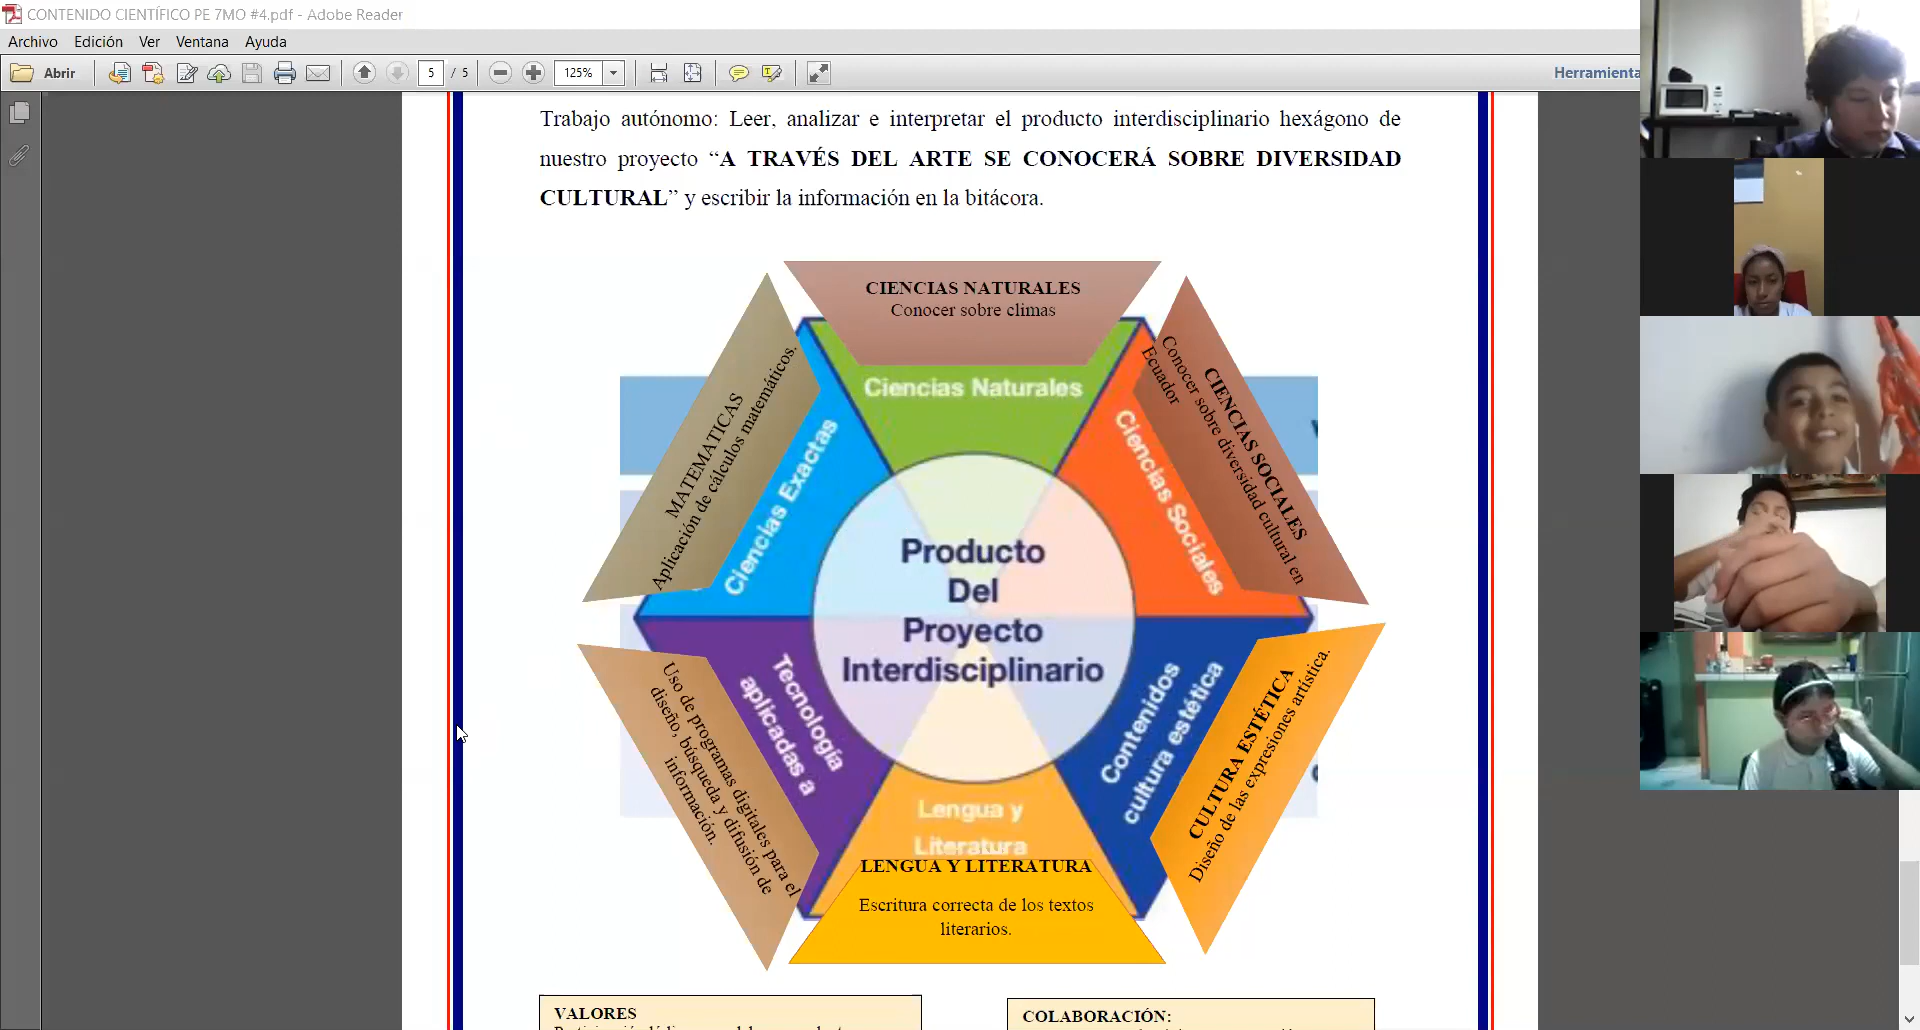 CONTENIDO CIENTÍFICO PE 7MO #4.pdf - Adobe Reader
Archivo Edición Ver Ventana Ayuda
Abrir 5 / 5 125% Herramienta
Trabajo autónomo: Leer, analizar e interpretar el producto interdisciplinario hexágono de
nuestro proyecto “A TRAVÉS DEL ARTE SE CONOCERÁ SOBRE DIVERSIDAD
CULTURAL” y escribir la información en la bitácora.
CIENCIAS NATURALES
Conocer sobre climas
Ciencias Naturales
MATEMATICAS
Aplicación de cálculos matemáticos.
Ciencias Exactas
CIENCIAS SOCIALES
Conocer sobre diversidad cultural en
Ecuador
Ciencias Sociales
Producto
Del
Proyecto
Interdisciplinario
Tecnología
aplicadas a
Uso de programas digitales para el
diseño, búsqueda y difusión de
información.
Contenidos
cultura estética
CULTURA ESTÉTICA
Diseño de las expresiones artística.
Lengua y
Literatura
LENGUA Y LITERATURA
Escritura correcta de los textos
literarios.
VALORES
COLABORACIÓN: